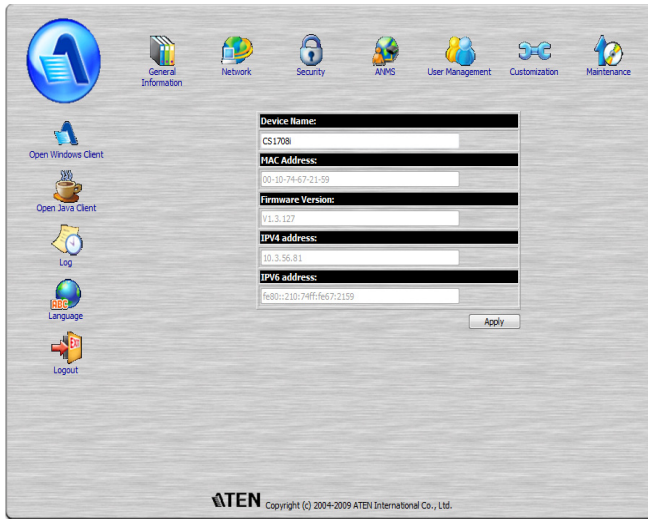 General Information
Network
Security
ANMS
User Management
Customization
Maintenance
Open Windows Client
Open Java Client
Log
ABC
Language
EXIT
Logout
Device Name:
CS1708i
MAC Address:
00-10-74-67-21-59
Firmware Version:
V1.3.127
IPV4 address:
10.3.56.81
IPV6 address:
fe80::210:74ff:fe67:2159
Apply
ATEN Copyright (c) 2004-2009 ATEN International Co., Ltd.